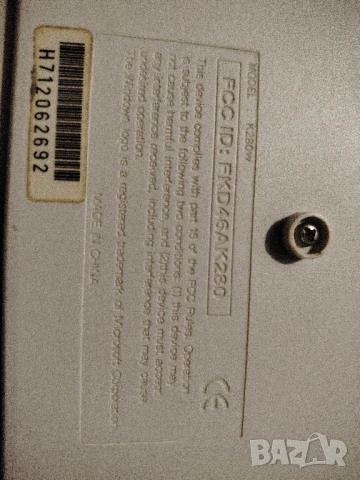 MODEL K280W
FCC ID: FKD46AK280
This device complies with part 15 of the FCC Rules. Operation
is subject to the following two conditions: (1) this device may
not cause harmful interference, and (2) this device must accept
any interference received, including interference that may cause
undesired operation.
The Windows logo is a registered trademark of Microsoft Corporation
MADE IN CHINA
CE
H712062692
BAZAR
.bg